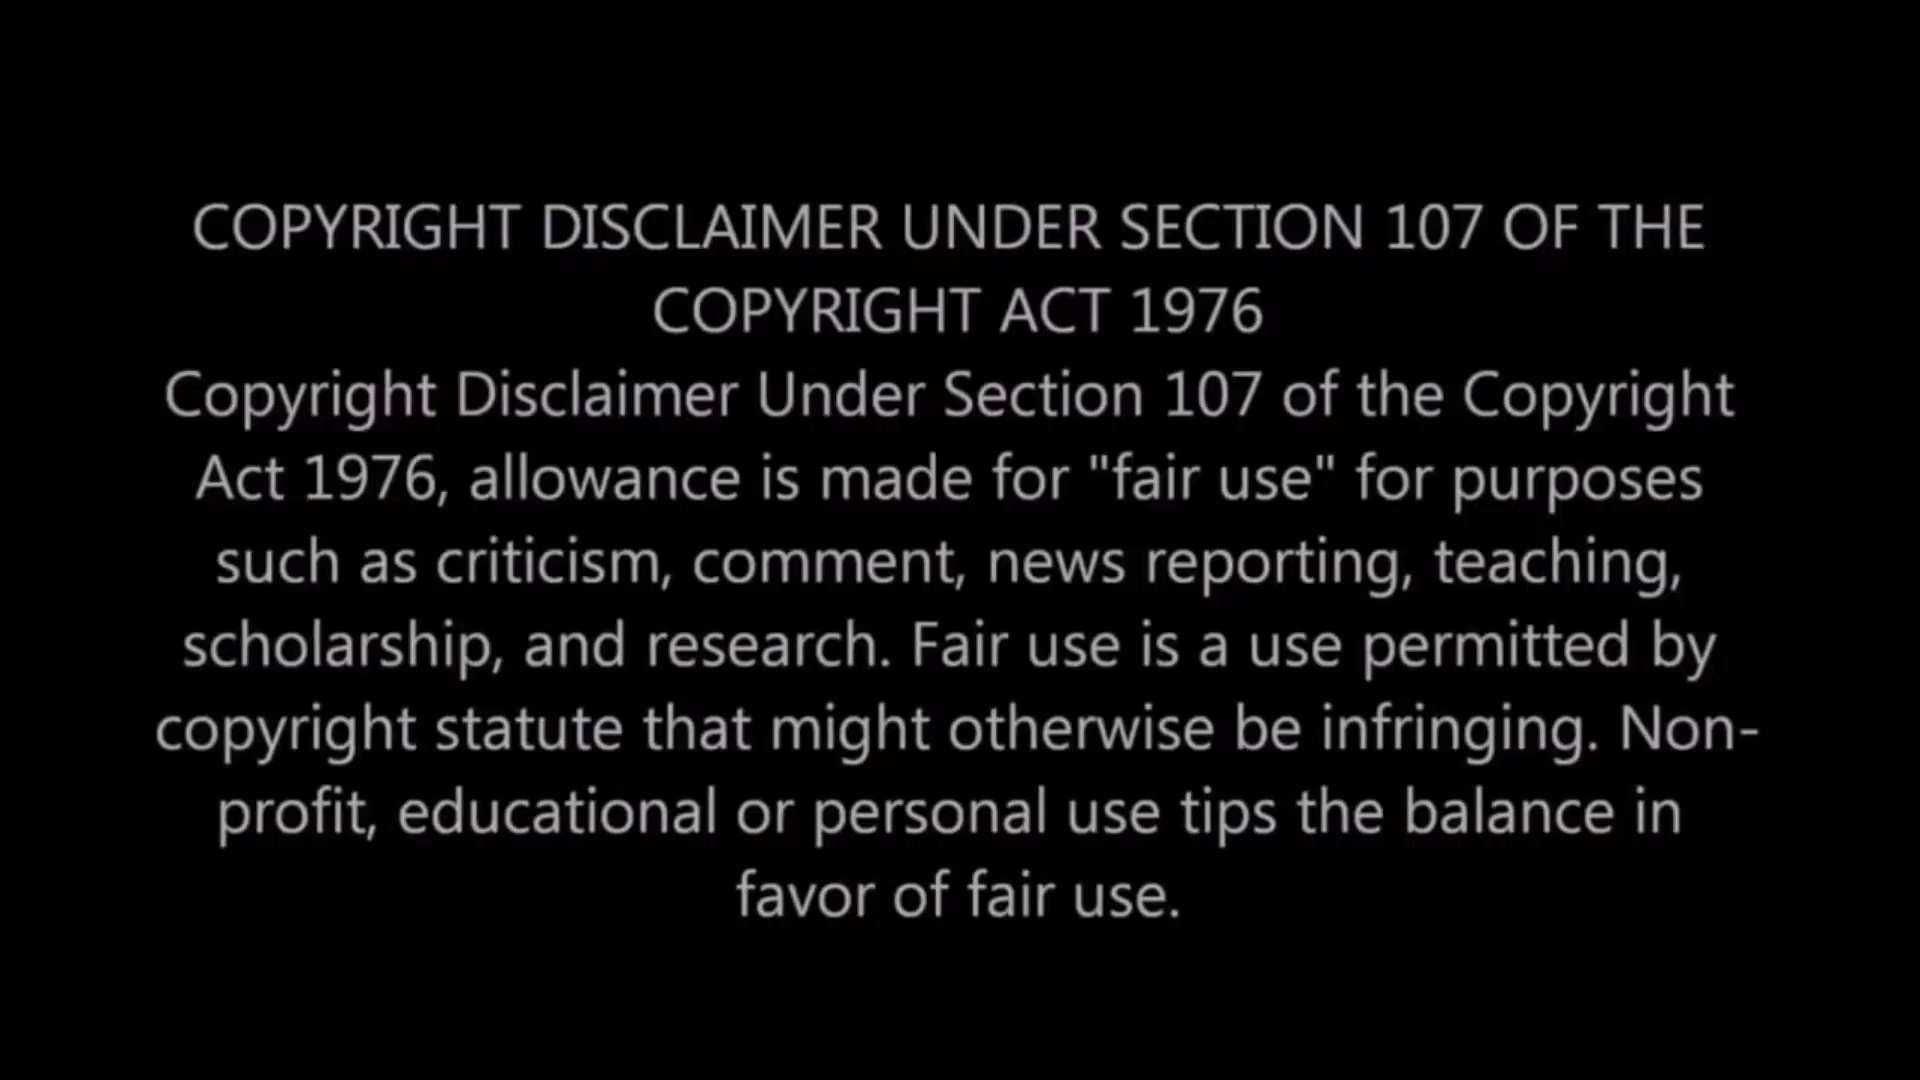 COPYRIGHT DISCLAIMER UNDER SECTION 107 OF THE
COPYRIGHT ACT 1976
Copyright Disclaimer Under Section 107 of the Copyright
Act 1976, allowance is made for "fair use" for purposes
such as criticism, comment, news reporting, teaching,
scholarship, and research. Fair use is a use permitted by
copyright statute that might otherwise be infringing. Non-
profit, educational or personal use tips the balance in
favor of fair use.